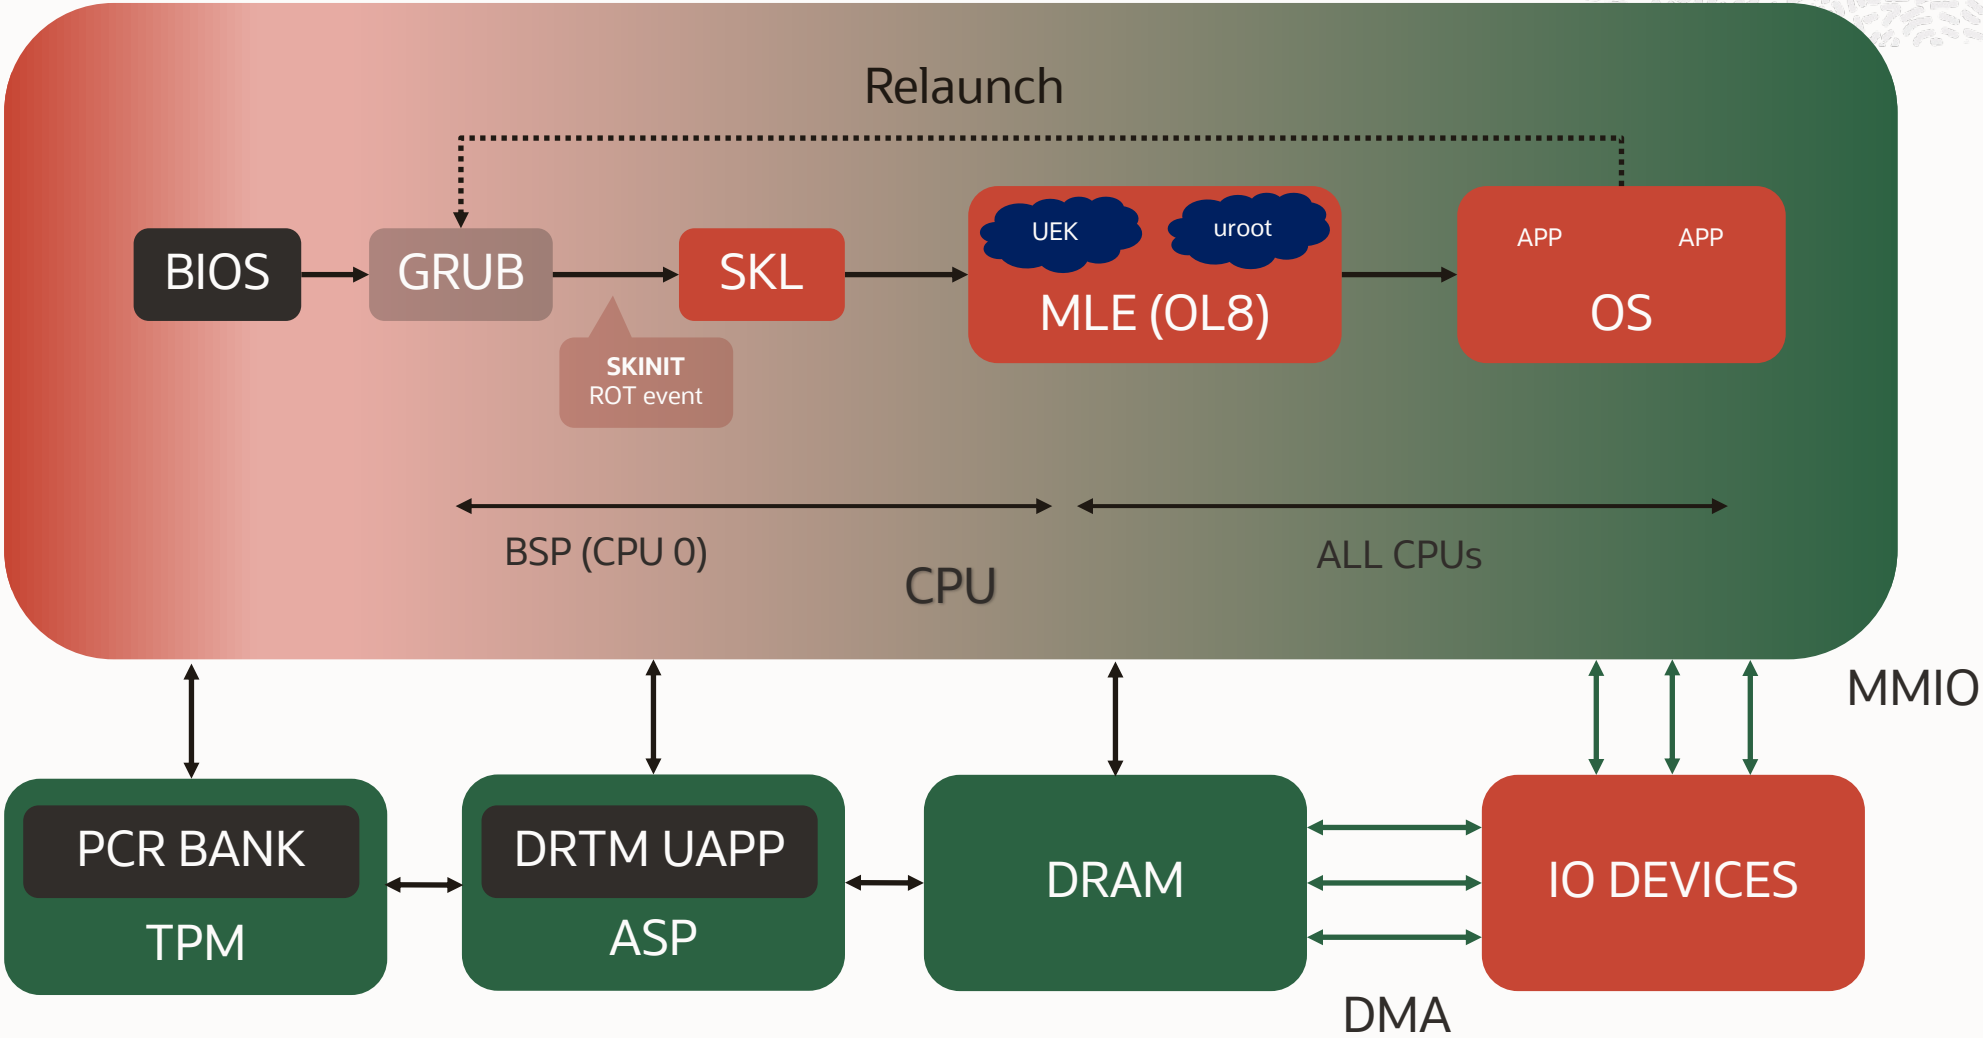 Relaunch
BIOS
GRUB
SKL
UEK
uroot
MLE (OL8)
APP
APP
OS
SKINIT
ROT event
BSP (CPU 0)
ALL CPUs
CPU
MMIO
PCR BANK
TPM
DRTM UAPP
ASP
DRAM
IO DEVICES
DMA